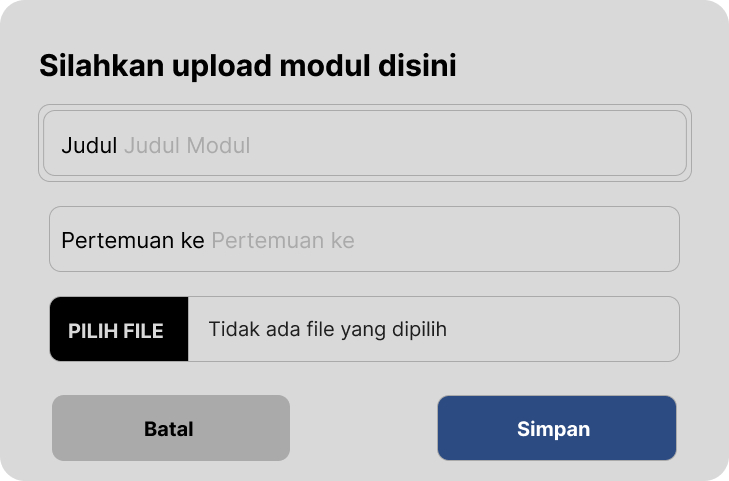 Silahkan upload modul disini
Judul Judul Modul
Pertemuan ke Pertemuan ke
PILIH FILE Tidak ada file yang dipilih
Batal Simpan